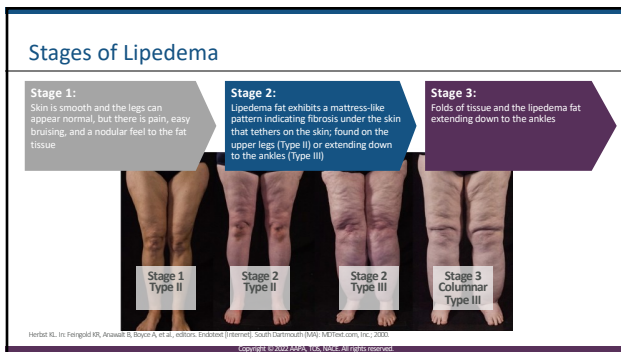 Stages of Lipedema
Stage 1:
Skin is smooth and the legs can
appear normal, but there is pain, easy
bruising, and a nodular feel to the fat
tissue
Stage 2:
Lipedema fat exhibits a mattress-like
pattern indicating fibrosis under the skin
that tethers on the skin; found on the
upper legs (Type II) or extending down
to the ankles (Type III)
Stage 3:
Folds of tissue and the lipedema fat
extending down to the ankles
Stage 1
Type II
Stage 2
Type II
Stage 2
Type III
Stage 3
Columnar
Type III
Herbst KL. In: Feingold KR, Anawalt B, Boyce A, et al., editors. Endotext [Internet]. South Dartmouth (MA): MDText.com, Inc.; 2000.
Copyright © 2022 AAPA, TOS, NACE. All rights reserved.